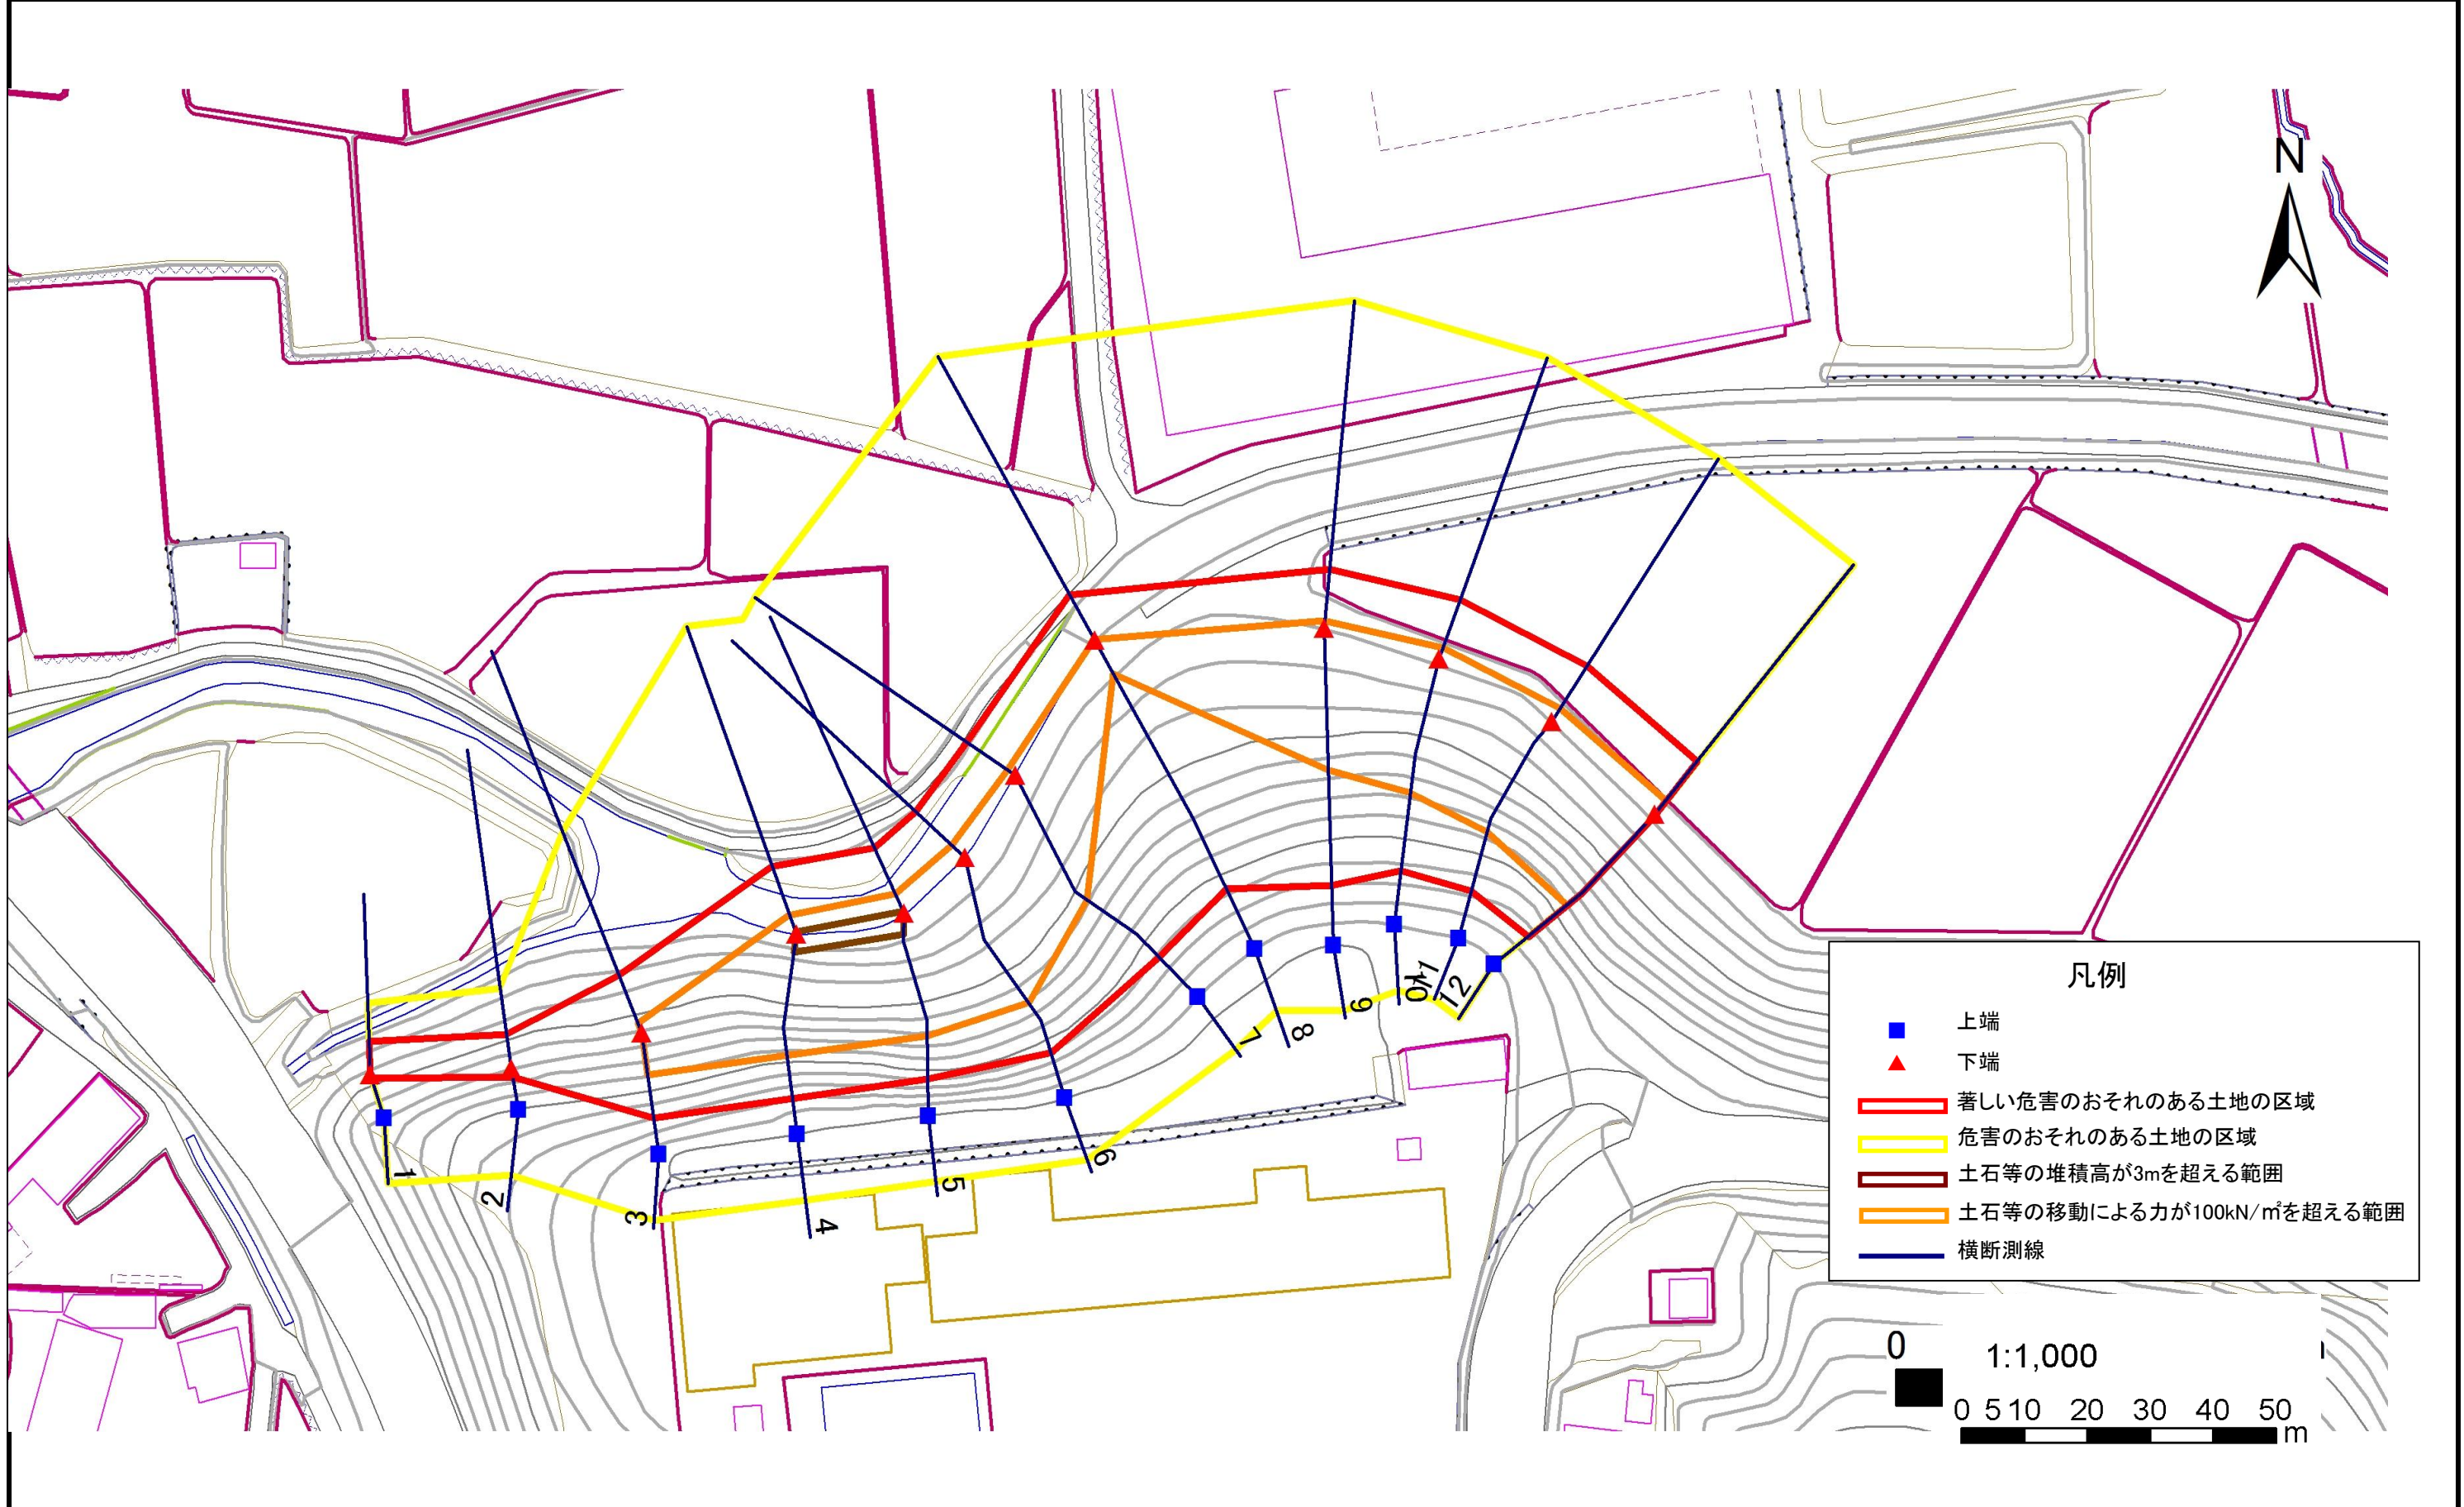 N
1
2
3
4
5
6
7
8
9
10
11
12
凡例
上端
下端
著しい危害のおそれのある土地の区域
危害のおそれのある土地の区域
土石等の堆積高が3mを超える範囲
土石等の移動による力が100kN/㎡を超える範囲
横断測線
0
1:1,000
0 5 10 20 30 40 50
m